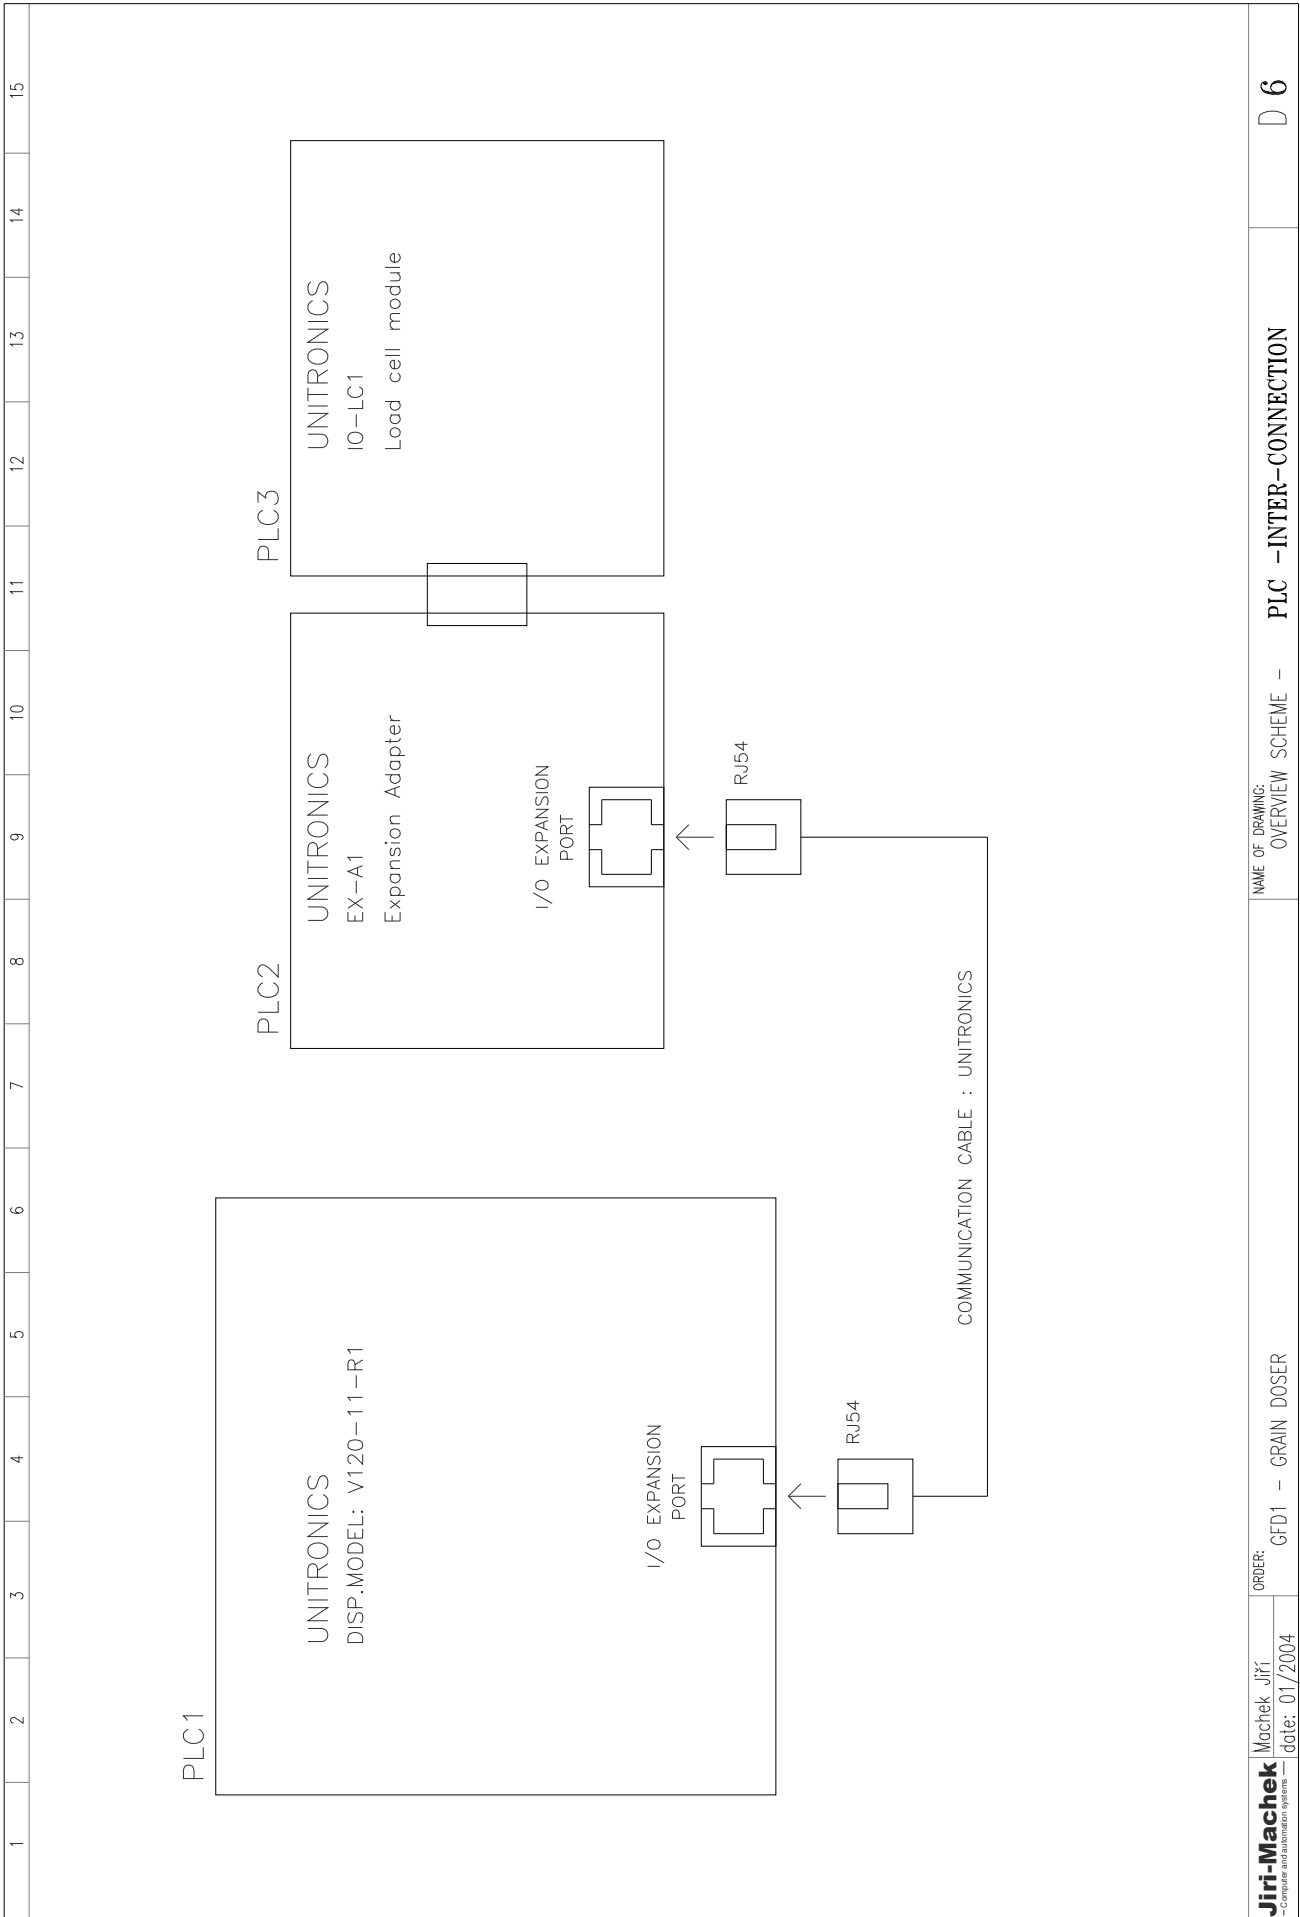 1 2 3 4 5 6 7 8 9 10 11 12 13 14 15
PLC1
UNITRONICS
DISP.MODEL: V120-11-R1
I/O EXPANSION
PORT
RJ54
PLC2
UNITRONICS
EX-A1
Expansion Adapter
I/O EXPANSION
PORT
RJ54
PLC3
UNITRONICS
IO-LC1
Load cell module
COMMUNICATION CABLE : UNITRONICS
Jiri-Machek
- Computer and automation systems -
Machek Jiří
date: 01/2004
ORDER:
GFD1 - GRAIN DOSER
NAME OF DRAWING:
OVERVIEW SCHEME - PLC -INTER-CONNECTION
D 6